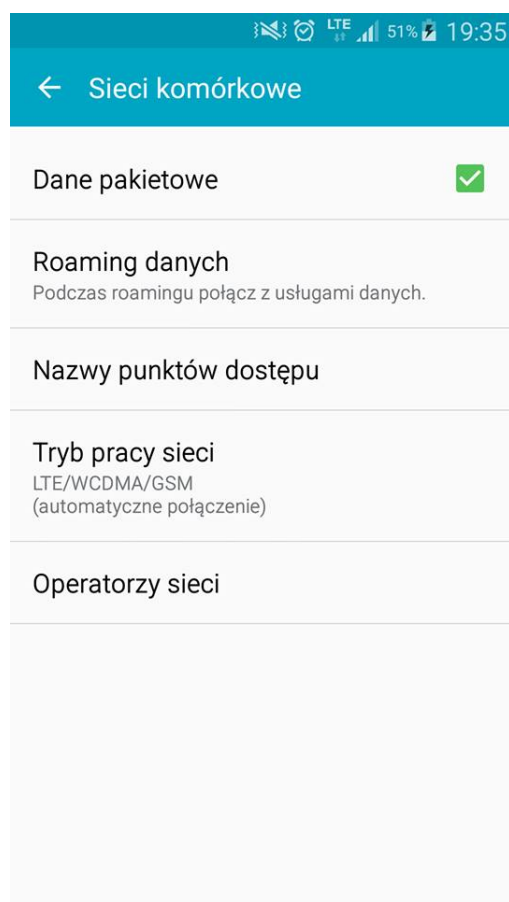 LTE 51% 19:35
Sieci komórkowe
Dane pakietowe
Roaming danych
Podczas roamingu połącz z usługami danych.
Nazwy punktów dostępu
Tryb pracy sieci
LTE/WCDMA/GSM
(automatyczne połączenie)
Operatorzy sieci